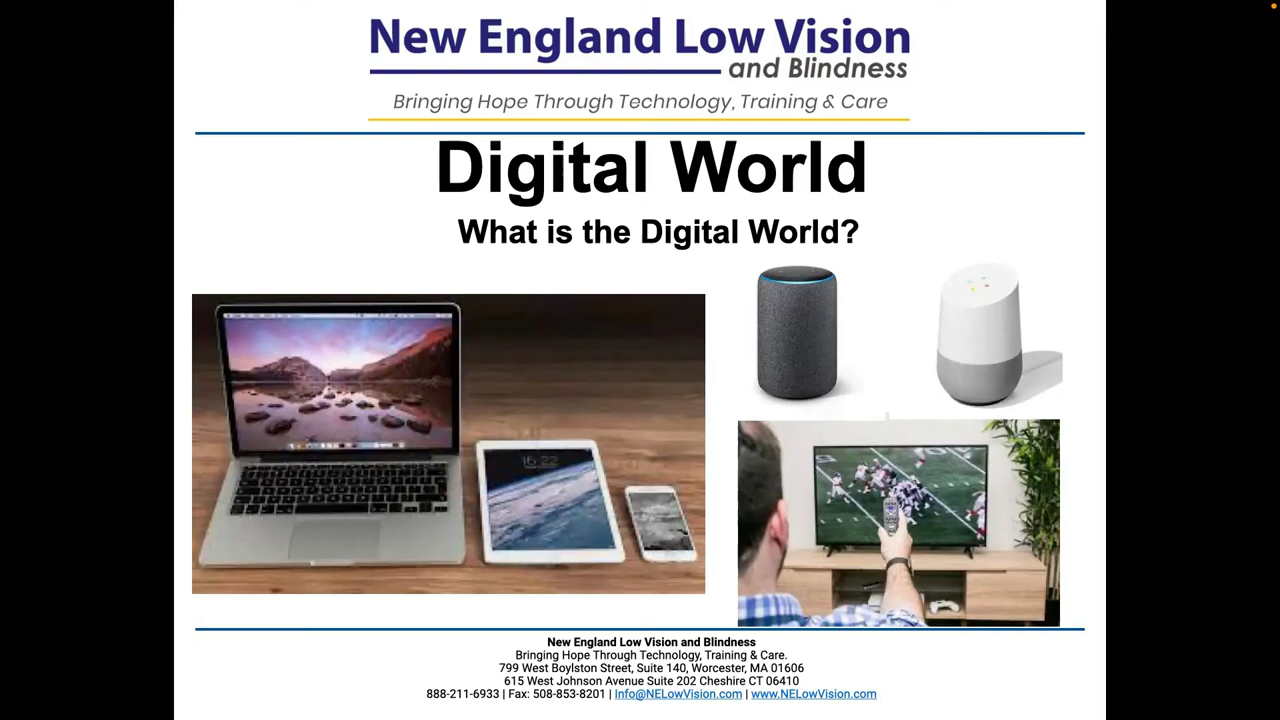 New England Low Vision
and Blindness
Bringing Hope Through Technology, Training & Care
Digital World
What is the Digital World?
15:22
New England Low Vision and Blindness
Bringing Hope Through Technology, Training & Care.
799 West Boylston Street, Suite 140, Worcester, MA 01606
615 West Johnson Avenue Suite 202 Cheshire CT 06410
888-211-6933 | Fax: 508-853-8201 | Info@NELowVision.com | www.NELowVision.com